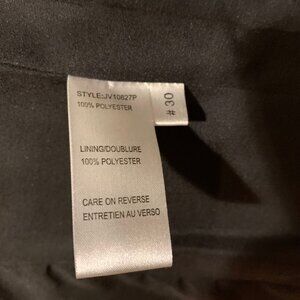 STYLE:JV10627P
100% POLYESTER
# 30
LINING/DOUBLURE
100% POLYESTER
CARE ON REVERSE
ENTRETIEN AU VERSO